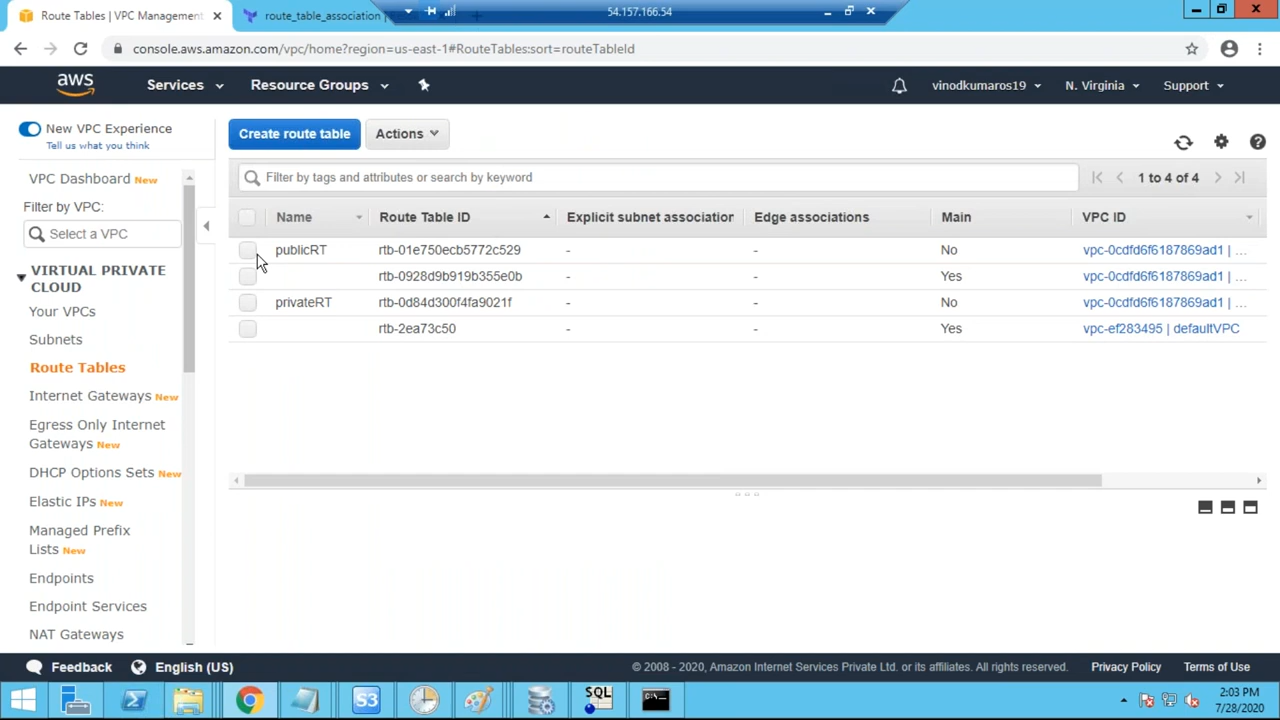 54.157.166.54
Route Tables | VPC Management
route_table_association |
console.aws.amazon.com/vpc/home?region=us-east-1#RouteTables:sort=routeTableId
aws
Services
Resource Groups
vinodkumaros19
N. Virginia
Support
New VPC Experience
Tell us what you think
VPC Dashboard New
Filter by VPC:
Select a VPC
VIRTUAL PRIVATE
CLOUD
Your VPCs
Subnets
Route Tables
Internet Gateways New
Egress Only Internet
Gateways New
DHCP Options Sets New
Elastic IPs New
Managed Prefix
Lists New
Endpoints
Endpoint Services
NAT Gateways
Create route table
Actions
Filter by tags and attributes or search by keyword
1 to 4 of 4
Name Route Table ID Explicit subnet association Edge associations Main VPC ID
publicRT rtb-01e750ecb5772c529 - - No vpc-0cdfd6f6187869ad1 | ...
rtb-0928d9b919b355e0b - - Yes vpc-0cdfd6f6187869ad1 | ...
privateRT rtb-0d84d300f4fa9021f - - No vpc-0cdfd6f6187869ad1 | ...
rtb-2ea73c50 - - Yes vpc-ef283495 | defaultVPC
Feedback
English (US)
© 2008 - 2020, Amazon Internet Services Private Ltd. or its affiliates. All rights reserved.
Privacy Policy
Terms of Use
S3
SQL
2:03 PM
7/28/2020